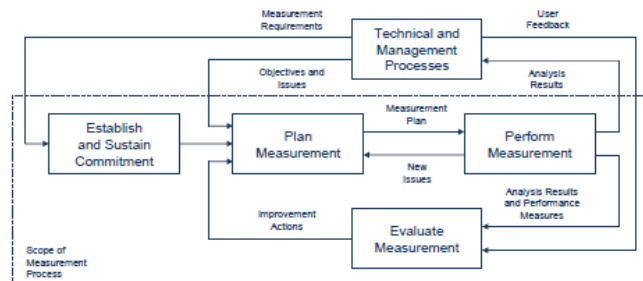 Measurement
Requirements
User
Feedback
Technical and
Management
Processes
Objectives and
Issues
Analysis
Results
Establish
and Sustain
Commitment
Plan
Measurement
Measurement
Plan
Perform
Measurement
New
Issues
Analysis Results
and Performance
Measures
Improvement
Actions
Evaluate
Measurement
Scope of
Measurement
Process